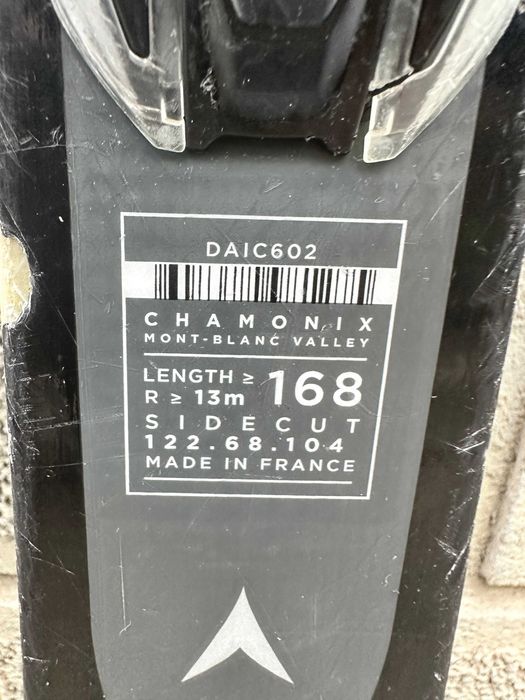 DAIC602
CHAMONIX
MONT-BLANC VALLEY
LENGTH ≥ 168
R ≥ 13m
SIDECUT
122.68.104
MADE IN FRANCE